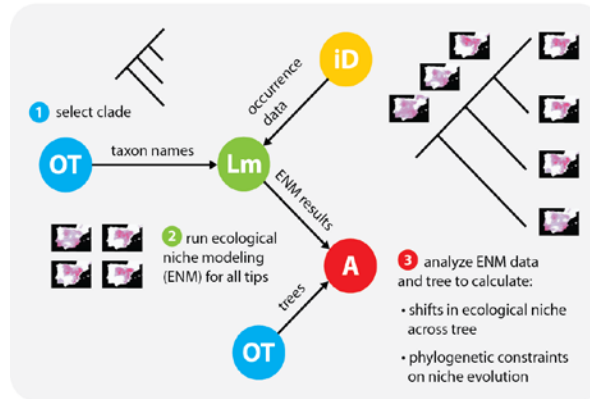 iD
occurrence
data
1 select clade
OT
taxon names
Lm
ENM results
2 run ecological
niche modeling
(ENM) for all tips
A
trees
OT
3 analyze ENM data
and tree to calculate:
• shifts in ecological niche
across tree
• phylogenetic constraints
on niche evolution